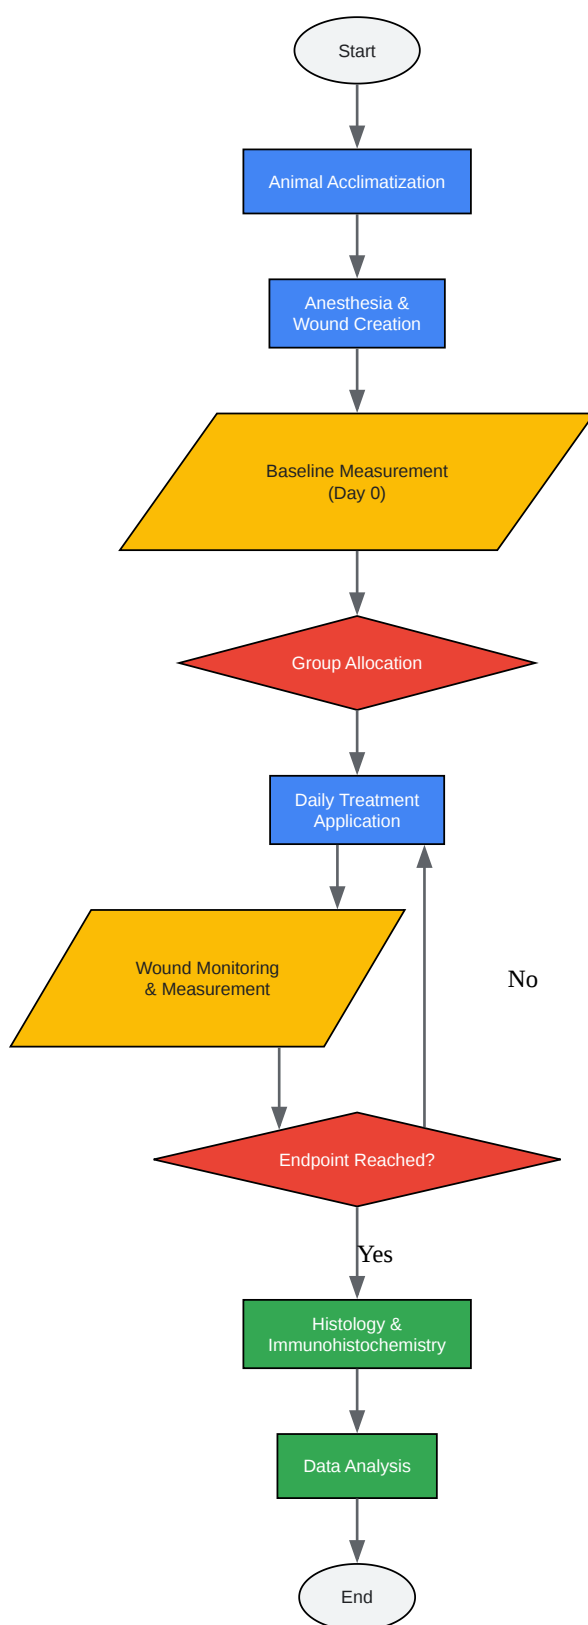 Start
Animal Acclimatization
Anesthesia &
Wound Creation
Baseline Measurement
(Day 0)
Group Allocation
Daily Treatment
Application
Wound Monitoring
& Measurement
No
Endpoint Reached?
Yes
Histology &
Immunohistochemistry
Data Analysis
End